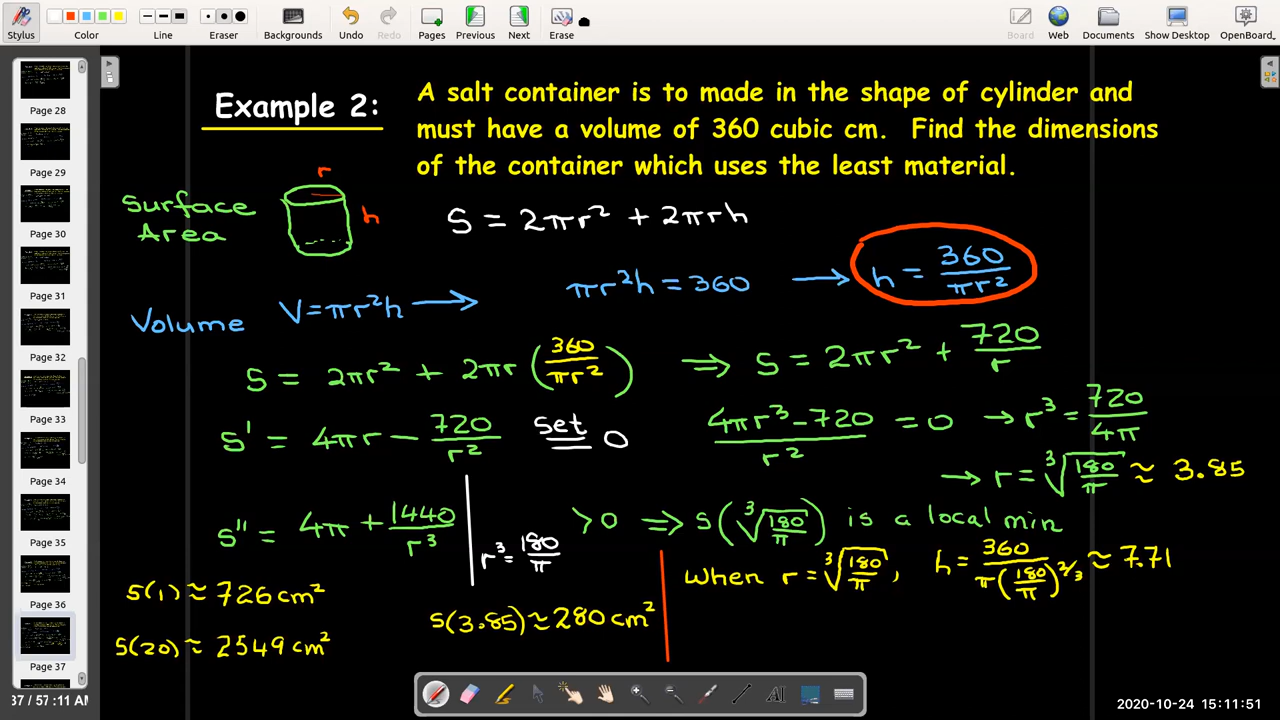 Stylus
Color
Line
Eraser
Backgrounds
Undo
Redo
Pages
Previous
Next
Erase
Board
Web
Documents
Show Desktop
OpenBoard
Page 28
Page 29
Page 30
Page 31
Page 32
Page 33
Page 34
Page 35
Page 36
Page 37
Example 2:
A salt container is to made in the shape of cylinder and
must have a volume of 360 cubic cm. Find the dimensions
of the container which uses the least material.
Surface
Area
r
h
S = 2πr² + 2πrh
Volume
V=πr²h →
πr²h = 360 → h = 360/πr²
S = 2πr² + 2πr (360/πr²) ⇒ S = 2πr² + 720/r
S' = 4πr − 720/r² set 0
(4πr³−720)/r² = 0 → r³ = 720/4π
→ r = ∛(180/π) ≈ 3.85
S'' = 4π + 1440/r³ | r³ = 180/π > 0 ⇒ S(∛(180/π)) is a local min
When r = ∛(180/π), h = 360/π(180/π)^2/3 ≈ 7.71
S(1) ≈ 726 cm²
S(3.85) ≈ 280 cm²
S(20) ≈ 2549 cm²
37 / 57
:11 AM
2020-10-24 15:11:51